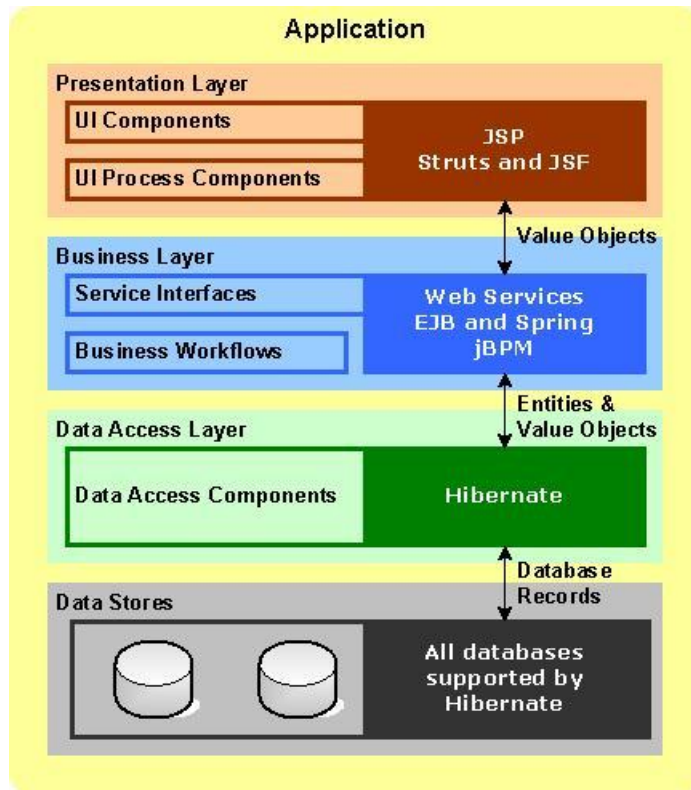 Application
Presentation Layer
UI Components
UI Process Components
JSP
Struts and JSF
Value Objects
Business Layer
Service Interfaces
Business Workflows
Web Services
EJB and Spring
jBPM
Entities &
Value Objects
Data Access Layer
Data Access Components
Hibernate
Database
Records
Data Stores
All databases
supported by
Hibernate